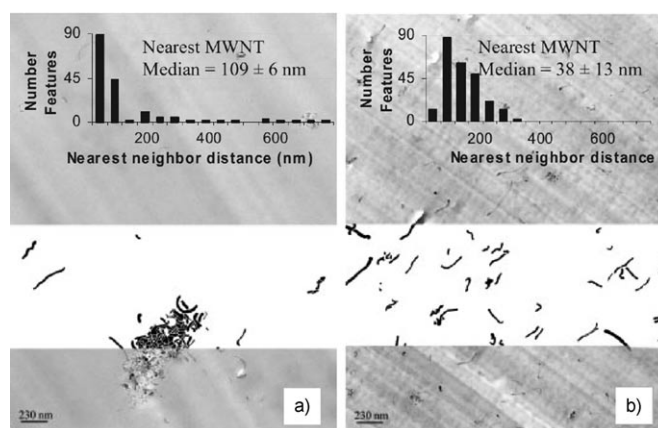 90
45
0
Number
Features
Nearest MWNT
Median = 109 ± 6 nm
200 400 600
Nearest neighbor distance (nm)
230 nm
a)
90
45
0
Number
Features
Nearest MWNT
Median = 38 ± 13 nm
200 400 600
Nearest neighbor distance
230 nm
b)